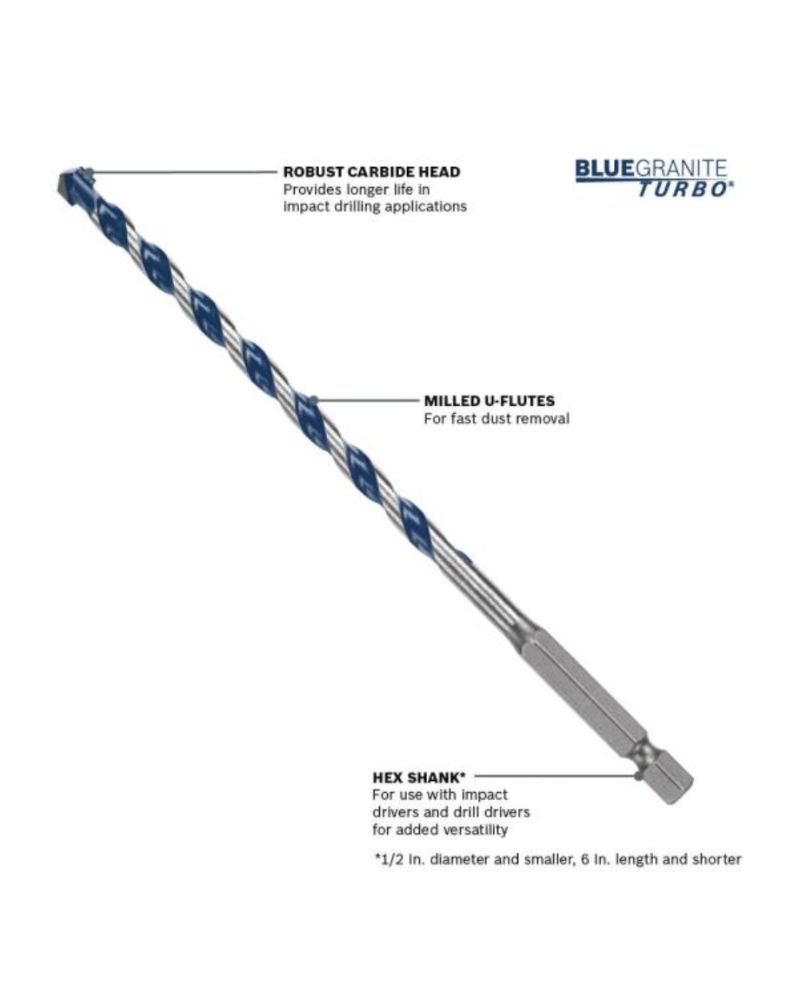 ROBUST CARBIDE HEAD
Provides longer life in
impact drilling applications
BLUEGRANITE
TURBO®
MILLED U-FLUTES
For fast dust removal
HEX SHANK*
For use with impact
drivers and drill drivers
for added versatility
*1/2 In. diameter and smaller, 6 In. length and shorter